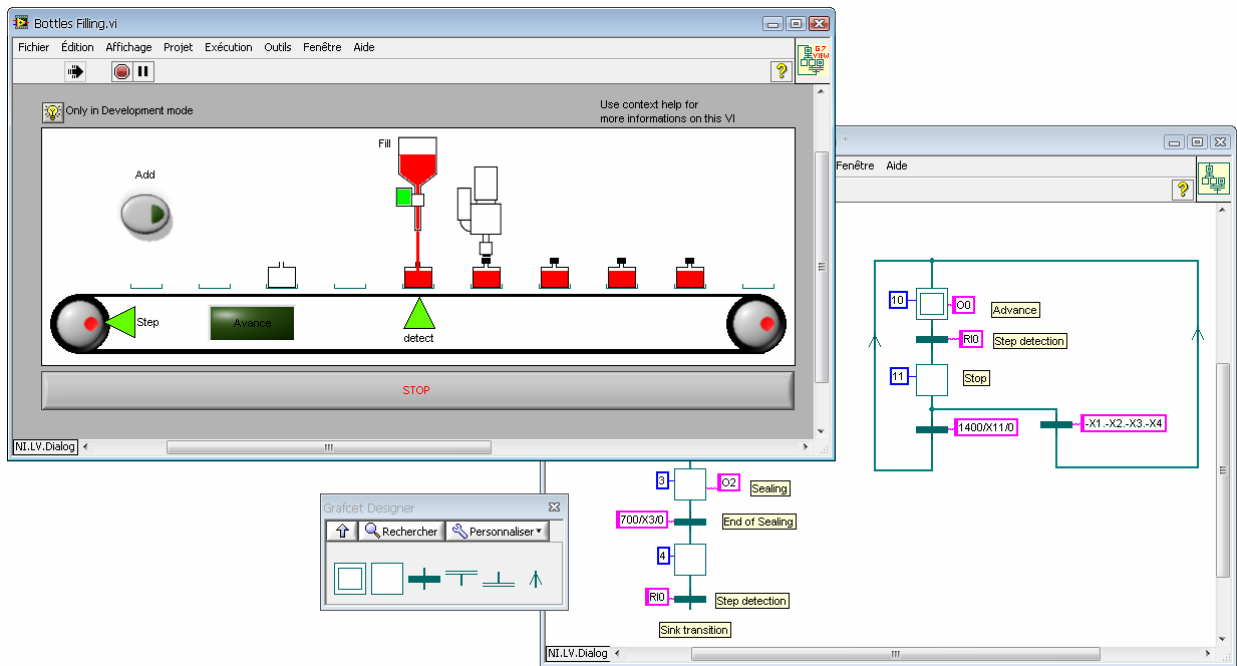 Bottles Filling.vi
Fichier Édition Affichage Projet Exécution Outils Fenêtre Aide
G7
VIEW
Only in Development mode
Use context help for
more informations on this VI
Fill
Add
Step
Avance
detect
STOP
NI.LV.Dialog
Fenêtre Aide
10
O0
Advance
RI0
Step detection
11
Stop
1400/X11/0
-X1.-X2.-X3.-X4
3
O2
Sealing
700/X3/0
End of Sealing
4
RI0
Step detection
Sink transition
NI.LV.Dialog
Grafcet Designer
Rechercher Personnaliser